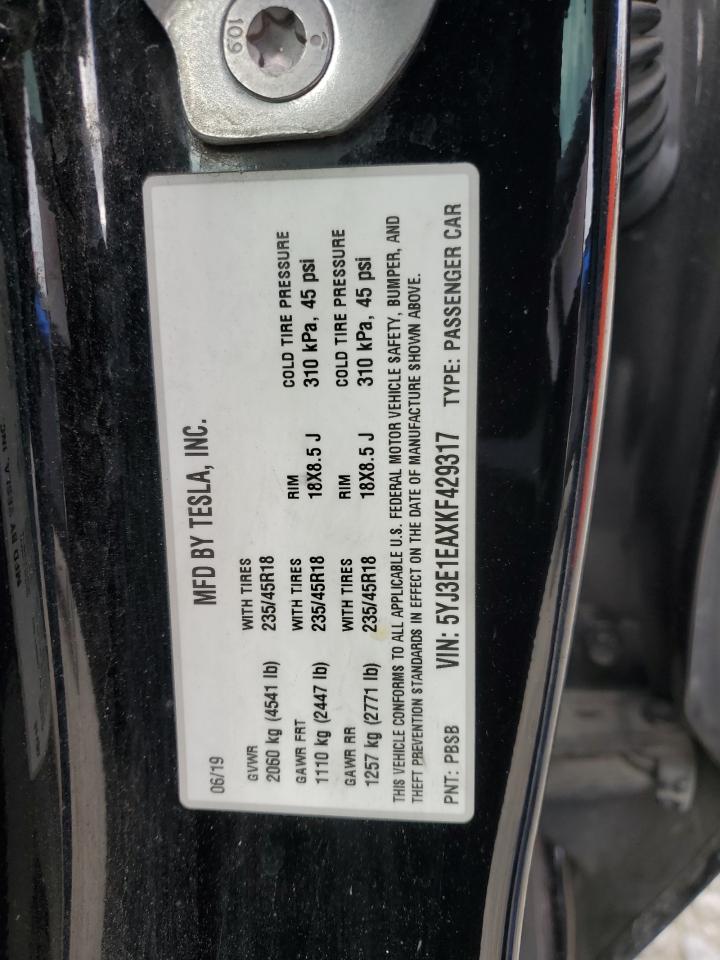 06/19 MFD BY TESLA, INC.
GVWR WITH TIRES
2060 kg (4541 lb) 235/45R18
GAWR FRT WITH TIRES RIM COLD TIRE PRESSURE
1110 kg (2447 lb) 235/45R18 18X8.5 J 310 kPa, 45 psi
GAWR RR WITH TIRES RIM COLD TIRE PRESSURE
1257 kg (2771 lb) 235/45R18 18X8.5 J 310 kPa, 45 psi
THIS VEHICLE CONFORMS TO ALL APPLICABLE U.S. FEDERAL MOTOR VEHICLE SAFETY, BUMPER, AND
THEFT PREVENTION STANDARDS IN EFFECT ON THE DATE OF MANUFACTURE SHOWN ABOVE.
PNT: PBSB VIN: 5YJ3E1EAXKF429317 TYPE: PASSENGER CAR
10.9
MFD BY TESLA, INC.